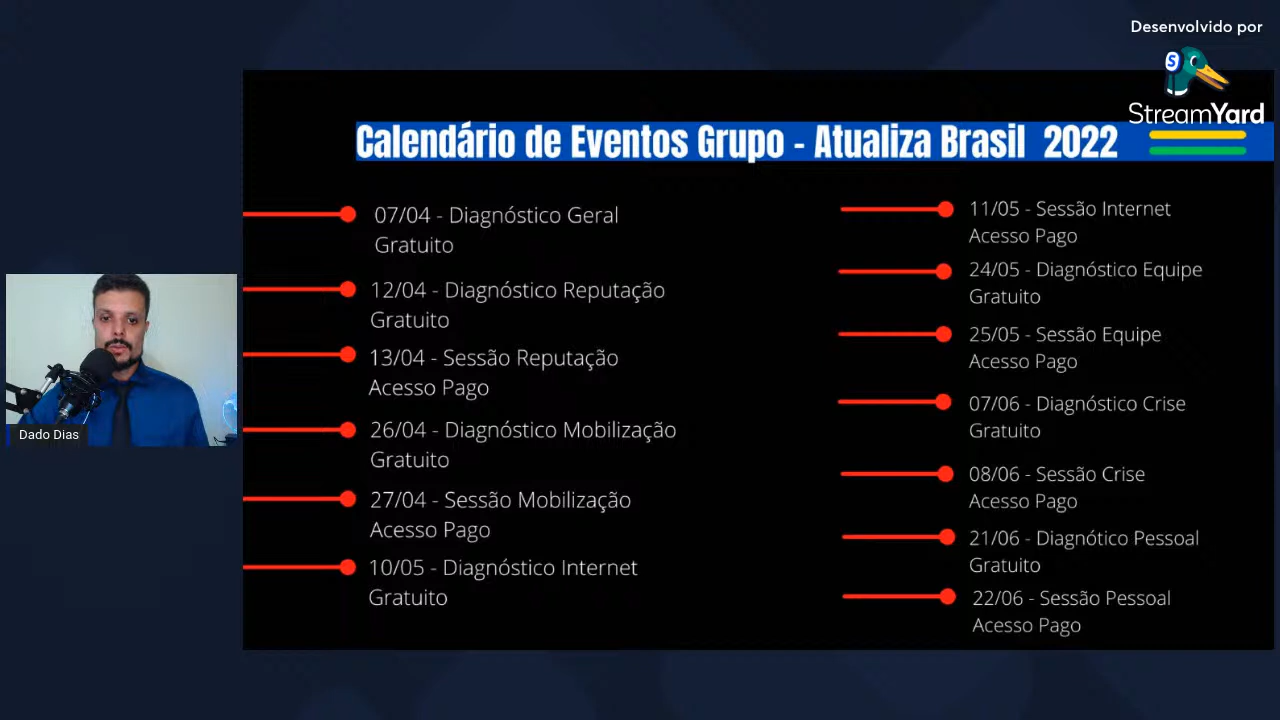 Desenvolvido por
S
StreamYard
Calendário de Eventos Grupo - Atualiza Brasil 2022
07/04 - Diagnóstico Geral
Gratuito
12/04 - Diagnóstico Reputação
Gratuito
13/04 - Sessão Reputação
Acesso Pago
26/04 - Diagnóstico Mobilização
Gratuito
27/04 - Sessão Mobilização
Acesso Pago
10/05 - Diagnóstico Internet
Gratuito
11/05 - Sessão Internet
Acesso Pago
24/05 - Diagnóstico Equipe
Gratuito
25/05 - Sessão Equipe
Acesso Pago
07/06 - Diagnóstico Crise
Gratuito
08/06 - Sessão Crise
Acesso Pago
21/06 - Diagnótico Pessoal
Gratuito
22/06 - Sessão Pessoal
Acesso Pago
Dado Dias